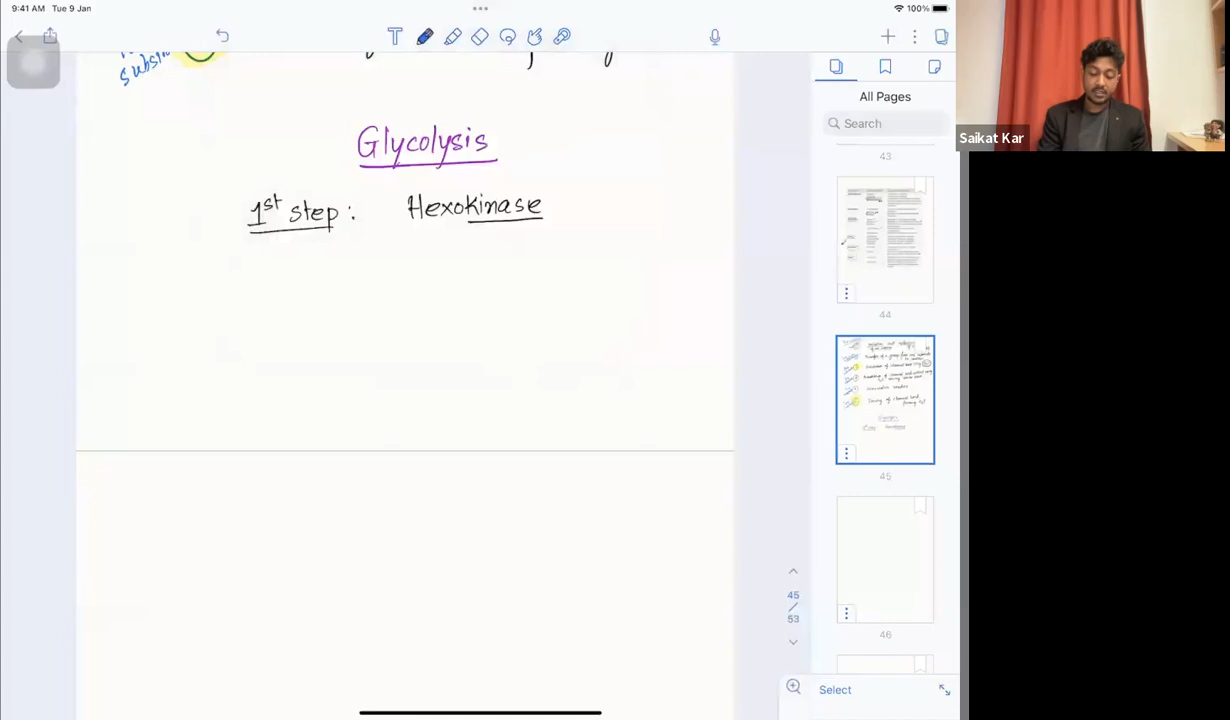 9:41 AM Tue 9 Jan
100%
T
subs
Glycolysis
1st step : Hexokinase
All Pages
Search
43
44
45
46
45
/
53
Select
Saikat Kar